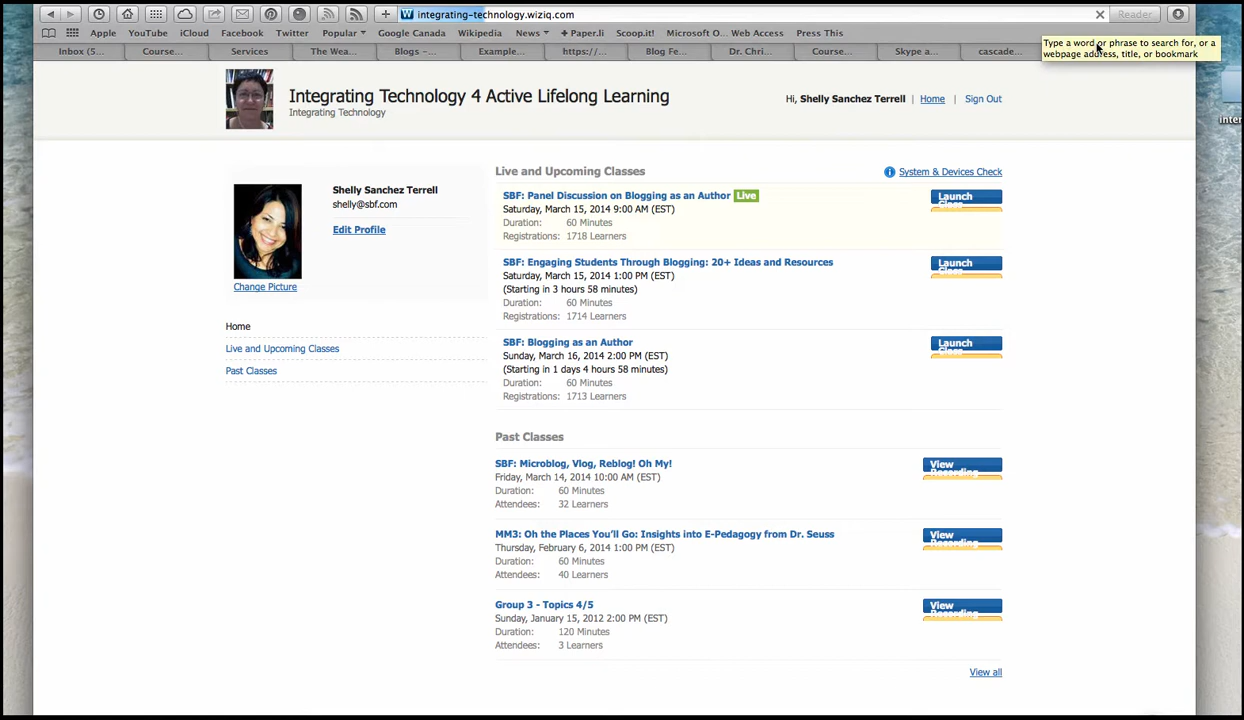 integrating-technology.wiziq.com
Reader
Apple YouTube iCloud Facebook Twitter Popular Google Canada Wikipedia News Paper.li Scoop.it! Microsoft O... Web Access Press This
Inbox (5... Course... Services The Wea... Blogs -... Example... https:/... Blog Fe... Dr. Chri... Course... Skype a... cascade...
Type a word or phrase to search for, or a
webpage address, title, or bookmark
Integrating Technology 4 Active Lifelong Learning
Integrating Technology
Hi, Shelly Sanchez Terrell | Home | Sign Out
Shelly Sanchez Terrell
shelly@sbf.com
Edit Profile
Change Picture
Home
Live and Upcoming Classes
Past Classes
Live and Upcoming Classes
System & Devices Check
SBF: Panel Discussion on Blogging as an Author Live
Launch Class
Saturday, March 15, 2014 9:00 AM (EST)
Duration: 60 Minutes
Registrations: 1718 Learners
SBF: Engaging Students Through Blogging: 20+ Ideas and Resources
Launch Class
Saturday, March 15, 2014 1:00 PM (EST)
(Starting in 3 hours 58 minutes)
Duration: 60 Minutes
Registrations: 1714 Learners
SBF: Blogging as an Author
Launch Class
Sunday, March 16, 2014 2:00 PM (EST)
(Starting in 1 days 4 hours 58 minutes)
Duration: 60 Minutes
Registrations: 1713 Learners
Past Classes
SBF: Microblog, Vlog, Reblog! Oh My!
View Recording
Friday, March 14, 2014 10:00 AM (EST)
Duration: 60 Minutes
Attendees: 32 Learners
MM3: Oh the Places You'll Go: Insights into E-Pedagogy from Dr. Seuss
View Recording
Thursday, February 6, 2014 1:00 PM (EST)
Duration: 60 Minutes
Attendees: 40 Learners
Group 3 - Topics 4/5
View Recording
Sunday, January 15, 2012 2:00 PM (EST)
Duration: 120 Minutes
Attendees: 3 Learners
View all
inter